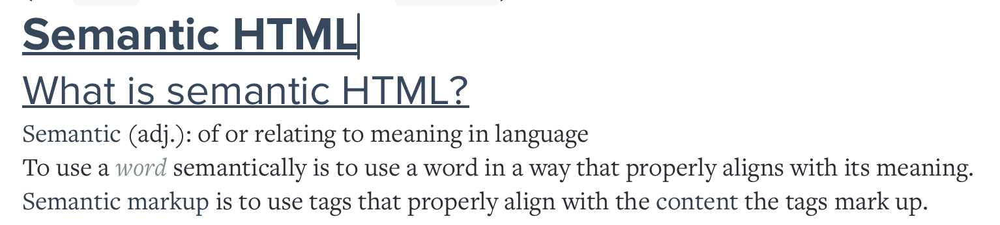 Semantic HTML
What is semantic HTML?
Semantic (adj.): of or relating to meaning in language
To use a word semantically is to use a word in a way that properly aligns with its meaning.
Semantic markup is to use tags that properly align with the content the tags mark up.